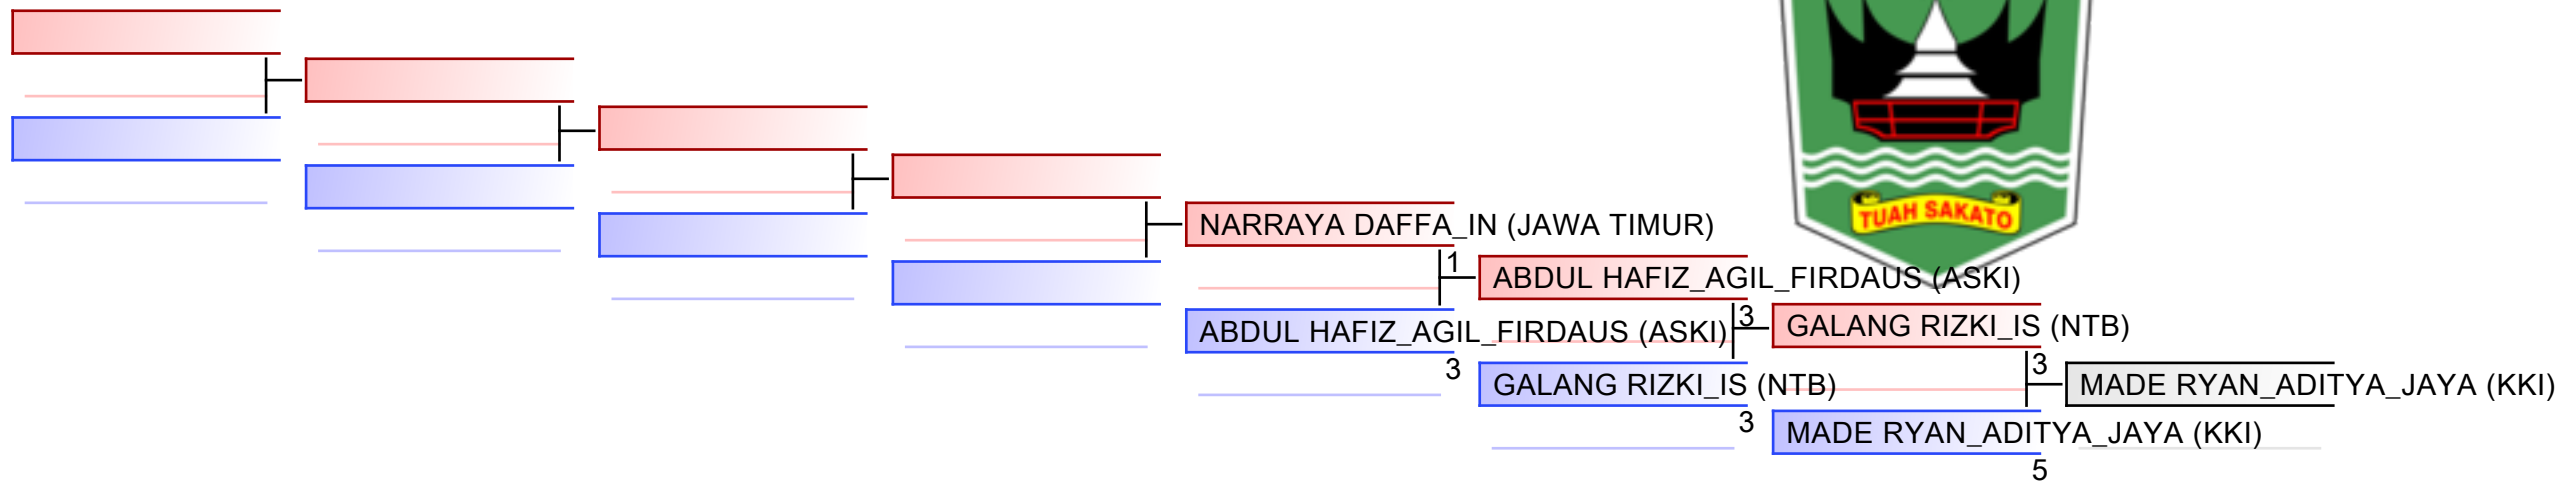 TUAH SAKATO
NARRAYA DAFFA_IN (JAWA TIMUR)
1
ABDUL HAFIZ_AGIL_FIRDAUS (ASKI)
ABDUL HAFIZ_AGIL_FIRDAUS (ASKI)
3
3
GALANG RIZKI_IS (NTB)
GALANG RIZKI_IS (NTB)
3
3
MADE RYAN_ADITYA_JAYA (KKI)
MADE RYAN_ADITYA_JAYA (KKI)
5